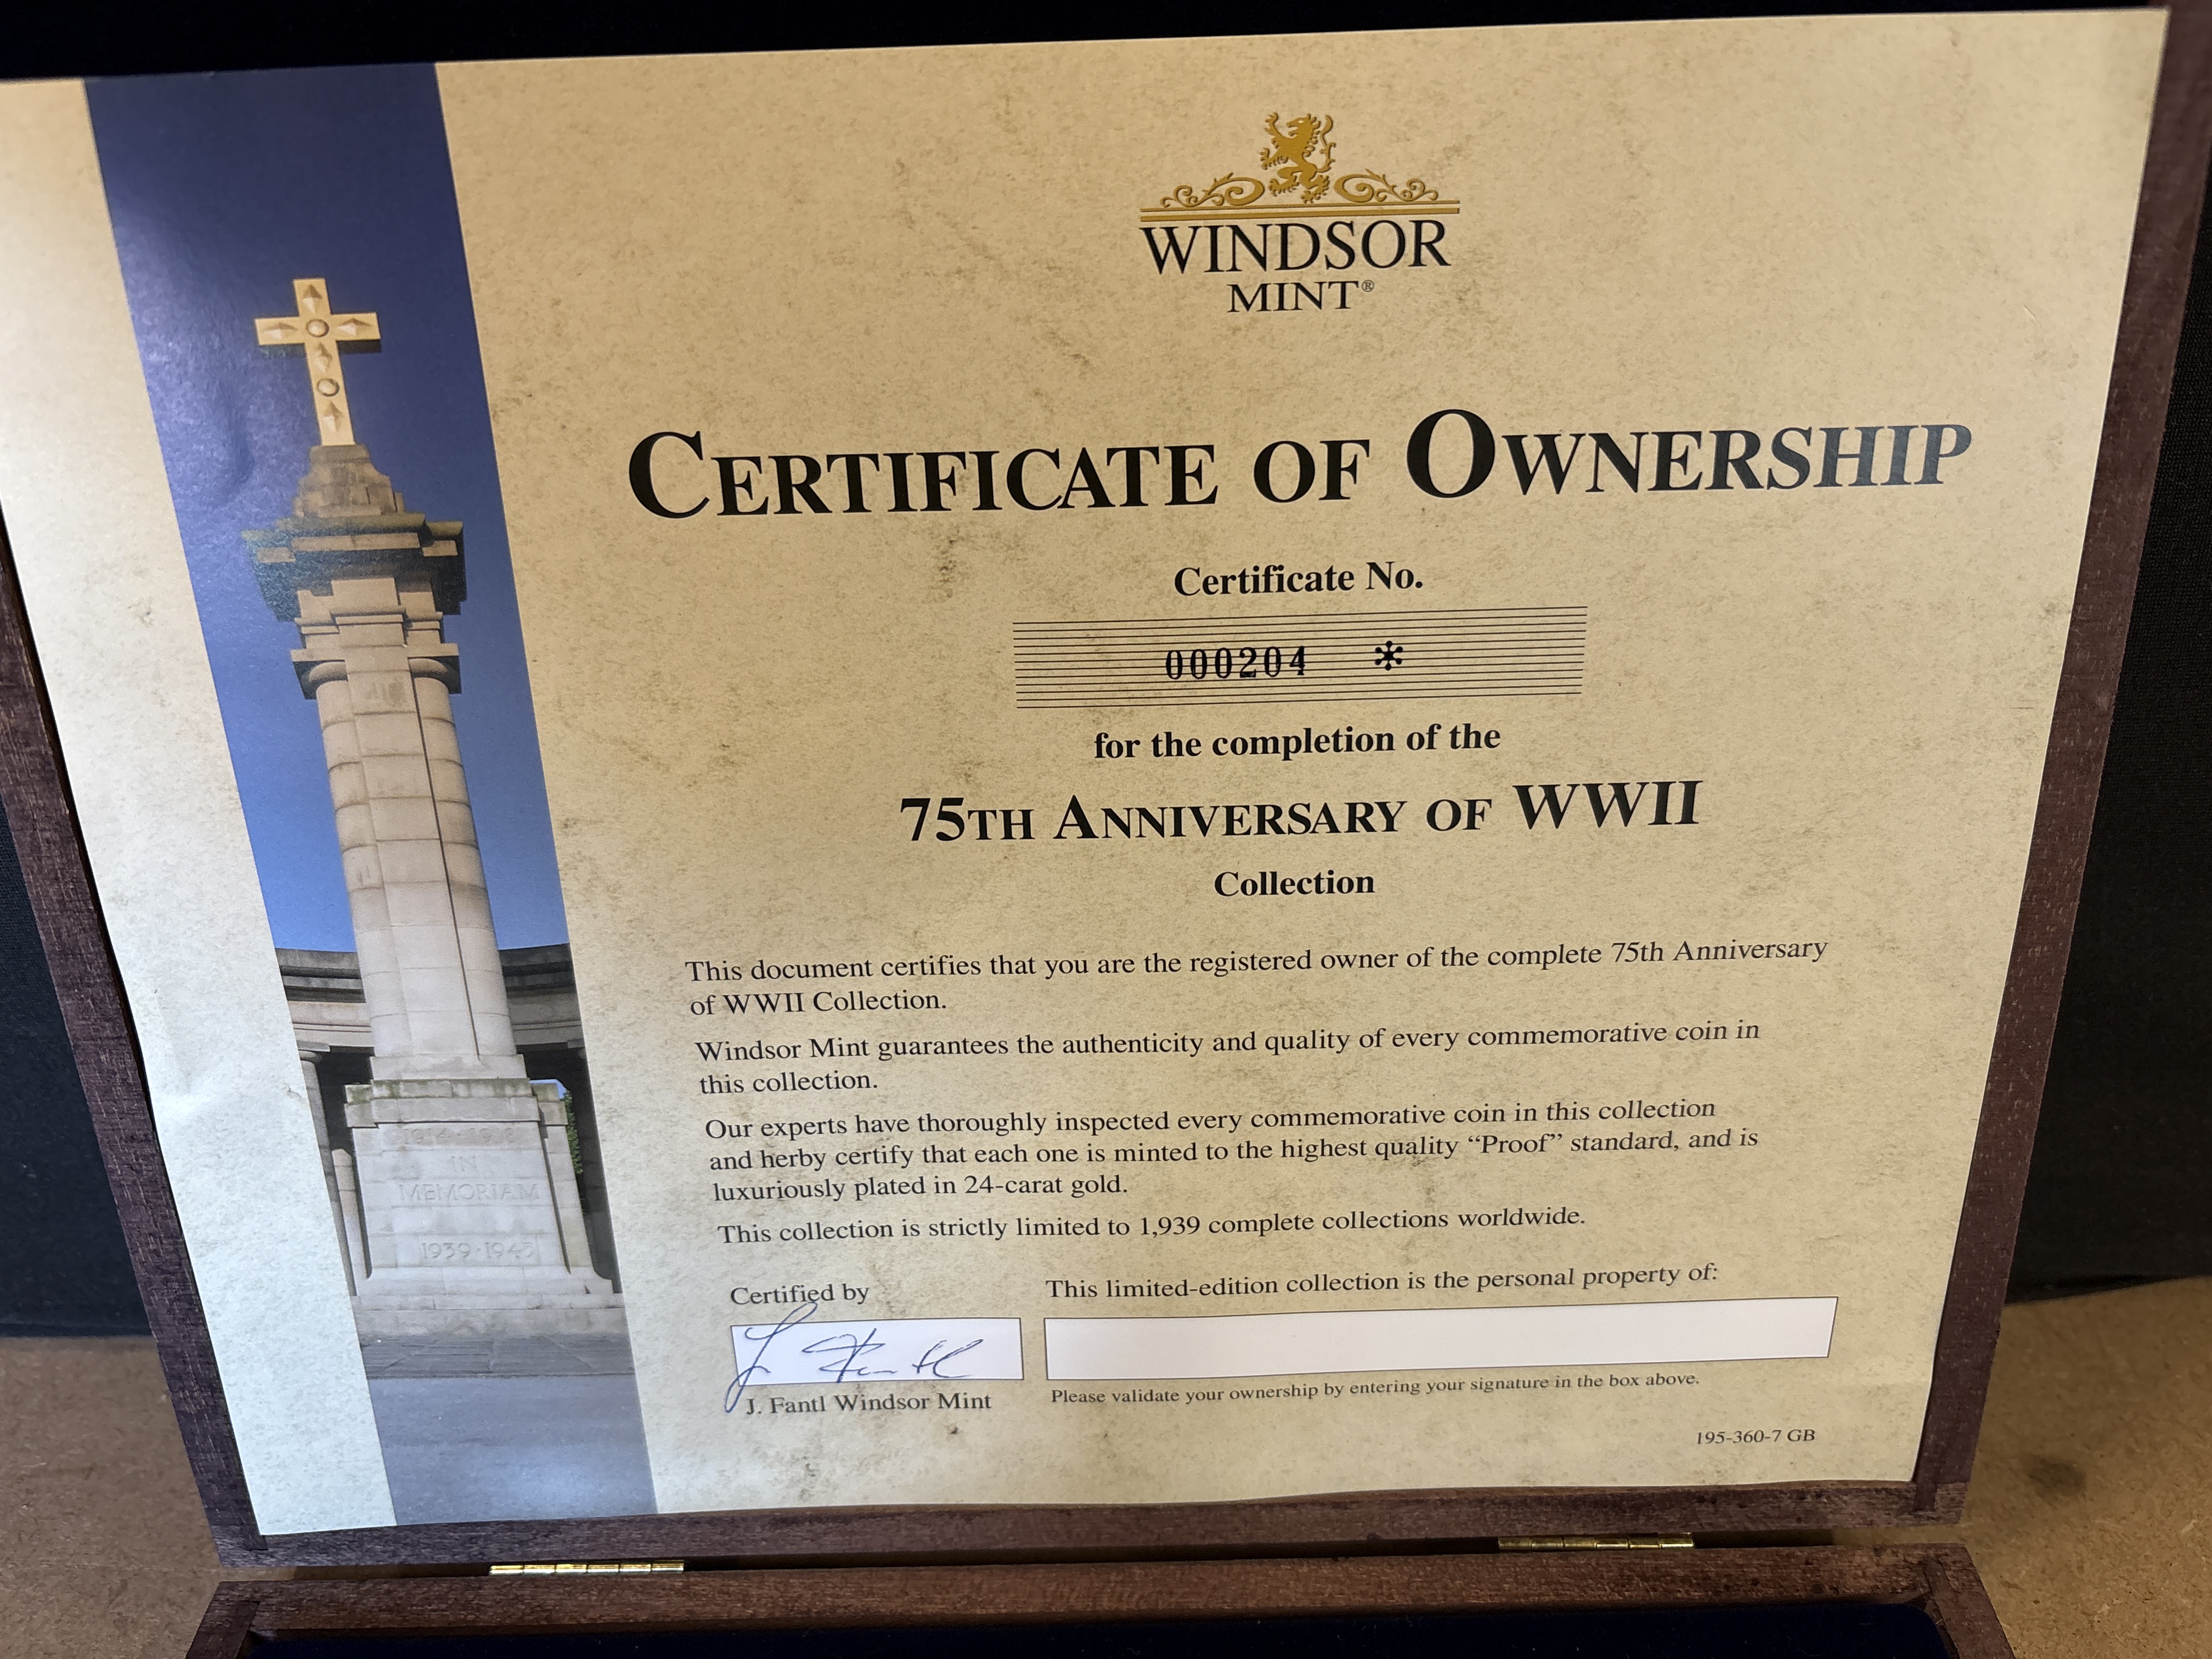 WINDSOR
MINT®
CERTIFICATE OF OWNERSHIP
Certificate No.
000204 *
for the completion of the
75TH ANNIVERSARY OF WWII
Collection
This document certifies that you are the registered owner of the complete 75th Anniversary
of WWII Collection.
Windsor Mint guarantees the authenticity and quality of every commemorative coin in
this collection.
Our experts have thoroughly inspected every commemorative coin in this collection
and herby certify that each one is minted to the highest quality “Proof” standard, and is
luxuriously plated in 24-carat gold.
This collection is strictly limited to 1,939 complete collections worldwide.
Certified by
J. Fantl
J. Fantl Windsor Mint
This limited-edition collection is the personal property of:
Please validate your ownership by entering your signature in the box above.
195-360-7 GB
IN
MEMORIAM
1939·1945